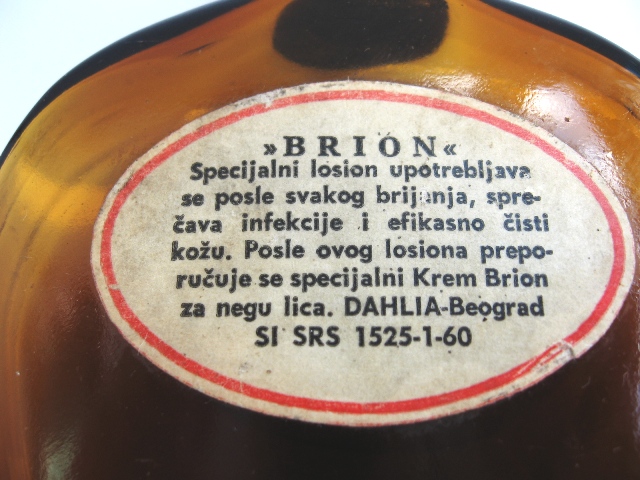 »BRION«
Specijalni losion upotrebljava
se posle svakog brijanja, spre-
čava infekcije i efikasno čisti
kožu. Posle ovog losiona prepo-
ručuje se specijalni Krem Brion
za negu lica. DAHLIA-Beograd
SI SRS 1525-1-60